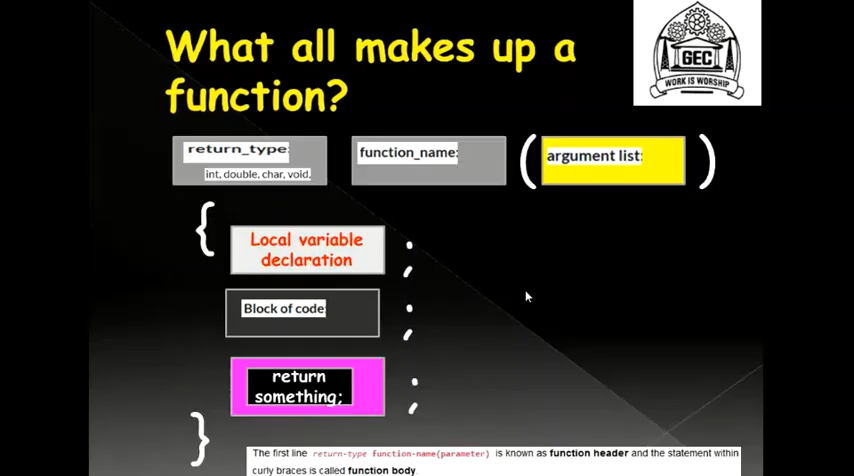 What all makes up a
function?
GEC
WORK IS WORSHIP
return_type:
int, double, char, void,
function_name:
( argument list: )
{
Local variable
declaration ;
Block of code: ;
return
something; ;
}
The first line return-type function-name(parameter) is known as function header and the statement within
curly braces is called function body.